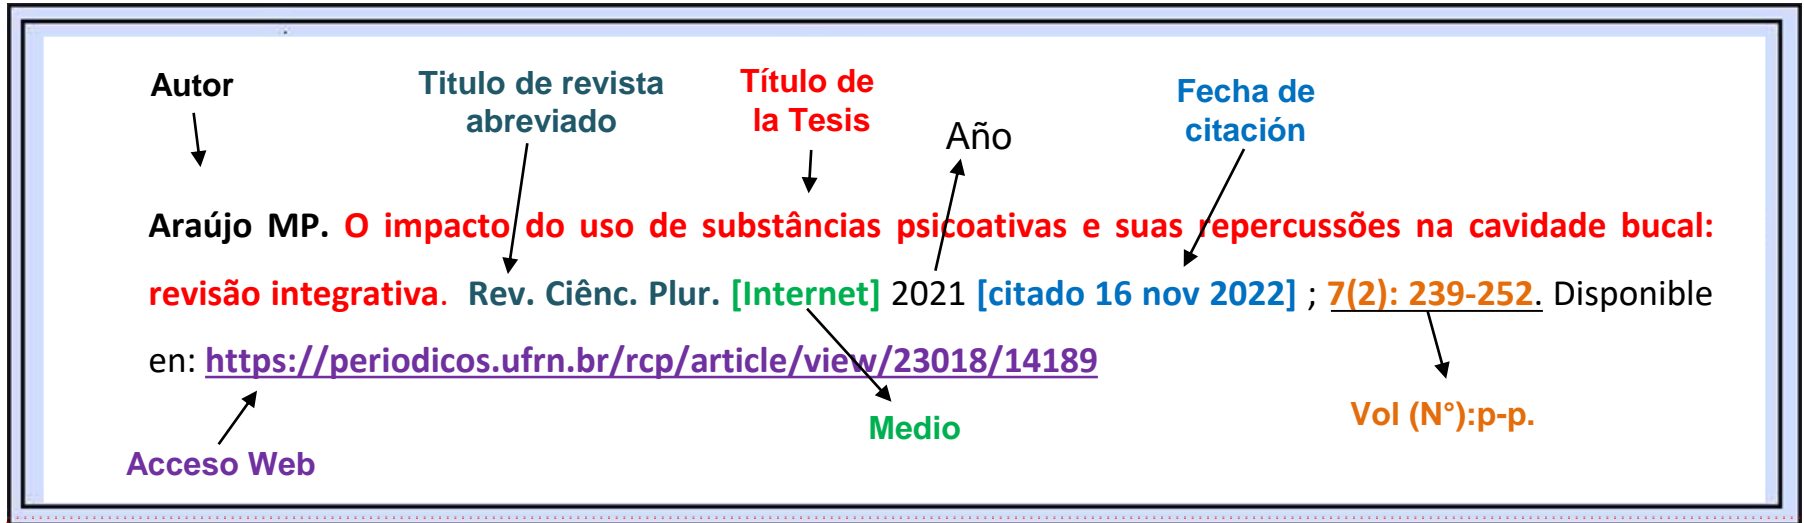 Autor
Titulo de revista
abreviado
Título de
la Tesis
Año
Fecha de
citación
Araújo MP. O impacto do uso de substâncias psicoativas e suas repercussões na cavidade bucal:
revisão integrativa. Rev. Ciênc. Plur. [Internet] 2021 [citado 16 nov 2022] ; 7(2): 239-252. Disponible
en: https://periodicos.ufrn.br/rcp/article/view/23018/14189
Medio
Vol (N°):p-p.
Acceso Web